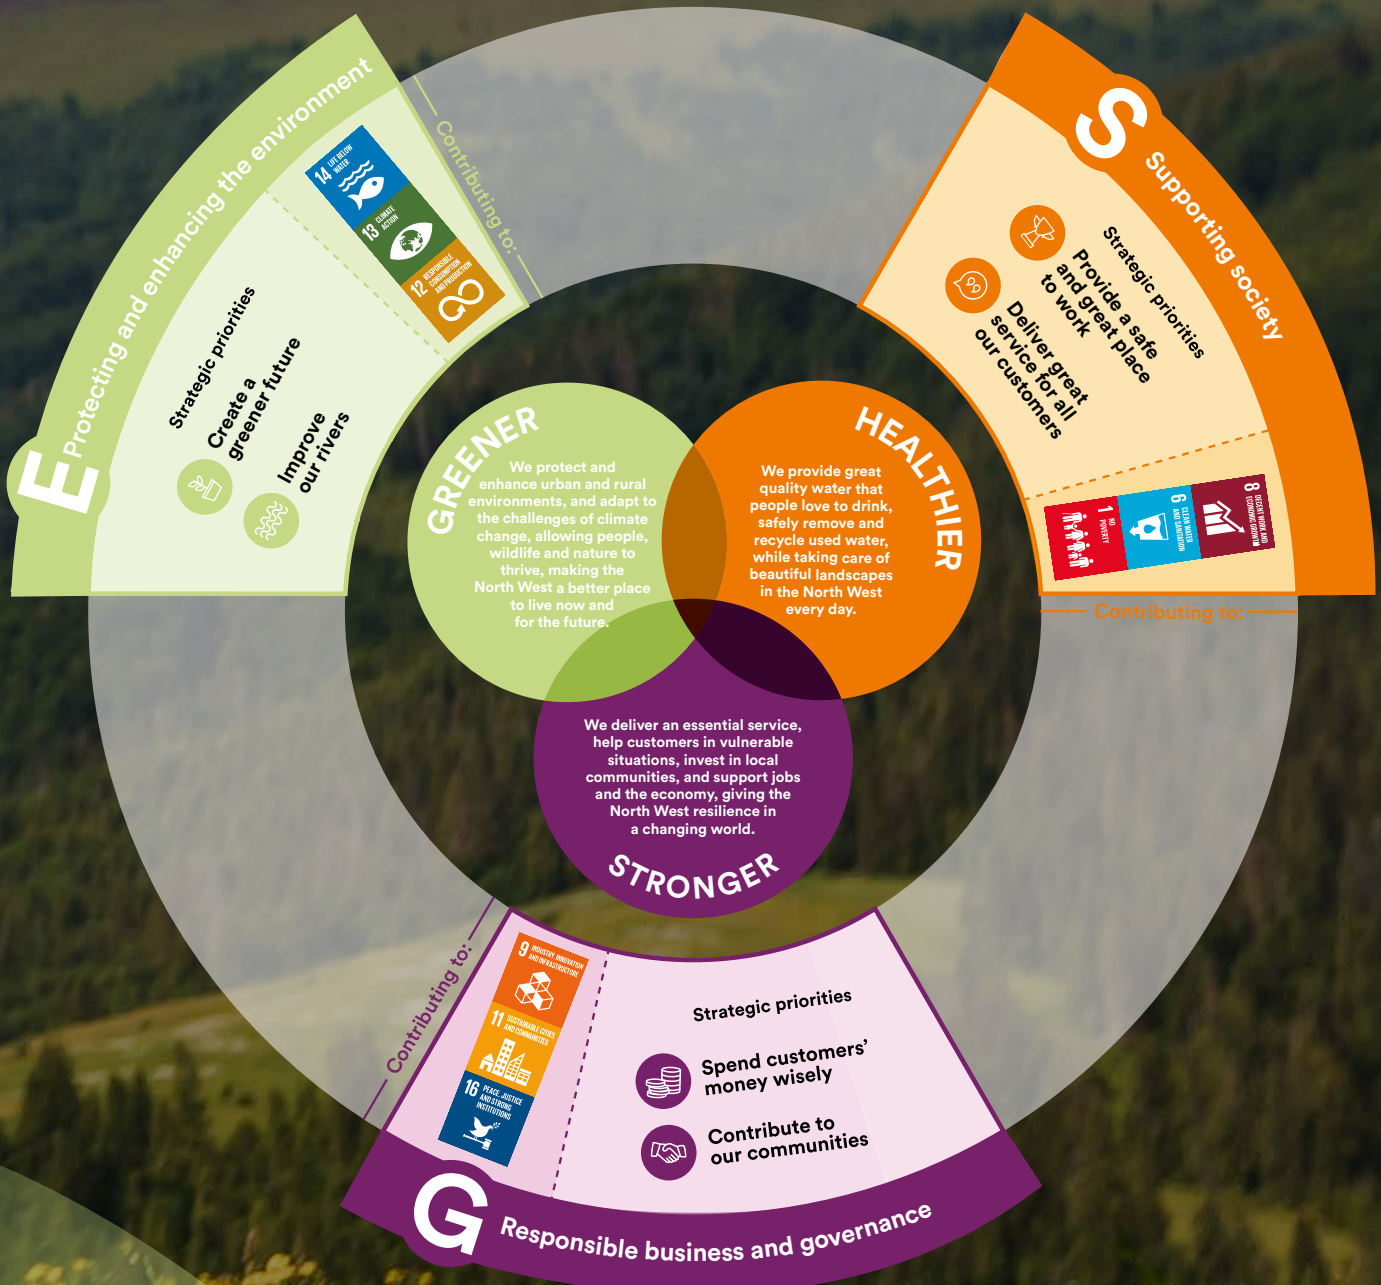 E
Protecting and enhancing the environment
Contributing to:
14 LIFE BELOW
WATER
13 CLIMATE
ACTION
12 RESPONSIBLE
CONSUMPTION
AND PRODUCTION
Strategic priorities
Create a
greener future
Improve
our rivers
S
Supporting society
Strategic priorities
Provide a safe
and great place
to work
Deliver great
service for all
our customers
1 NO
POVERTY
6 CLEAN WATER
AND SANITATION
8 DECENT WORK AND
ECONOMIC GROWTH
Contributing to:
GREENER
We protect and
enhance urban and rural
environments, and adapt to
the challenges of climate
change, allowing people,
wildlife and nature to
thrive, making the
North West a better place
to live now and
for the future.
HEALTHIER
We provide great
quality water that
people love to drink,
safely remove and
recycle used water,
while taking care of
beautiful landscapes
in the North West
every day.
We deliver an essential service,
help customers in vulnerable
situations, invest in local
communities, and support jobs
and the economy, giving the
North West resilience in
a changing world.
STRONGER
Contributing to:
9 INDUSTRY, INNOVATION
AND INFRASTRUCTURE
11 SUSTAINABLE CITIES
AND COMMUNITIES
16 PEACE, JUSTICE
AND STRONG
INSTITUTIONS
Strategic priorities
Spend customers’
money wisely
Contribute to
our communities
G
Responsible business and governance